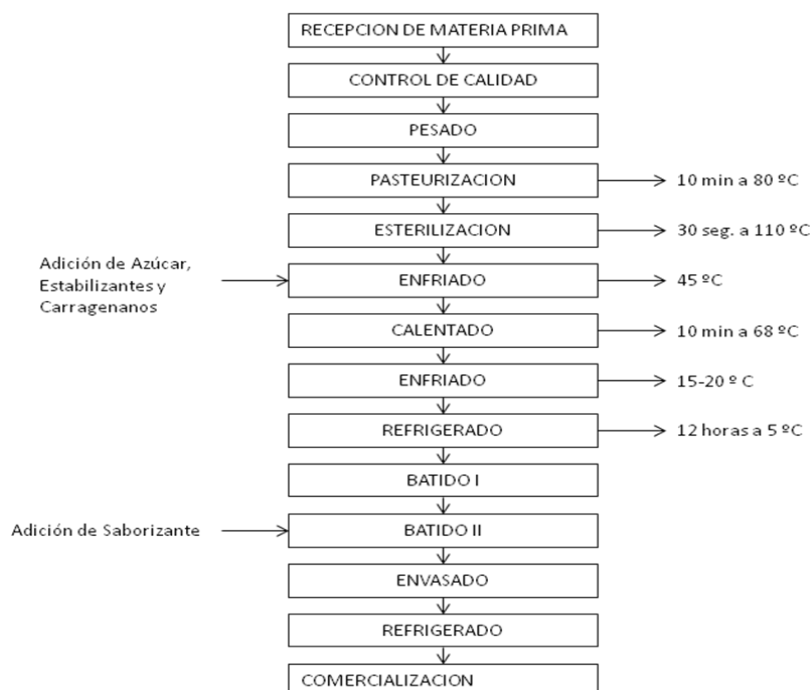 RECEPCION DE MATERIA PRIMA
CONTROL DE CALIDAD
PESADO
PASTEURIZACION
10 min a 80 ºC
ESTERILIZACION
30 seg. a 110 ºC
Adición de Azúcar,
Estabilizantes y
Carragenanos
ENFRIADO
45 ºC
CALENTADO
10 min a 68 ºC
ENFRIADO
15-20 º C
REFRIGERADO
12 horas a 5 ºC
BATIDO I
Adición de Saborizante
BATIDO II
ENVASADO
REFRIGERADO
COMERCIALIZACION